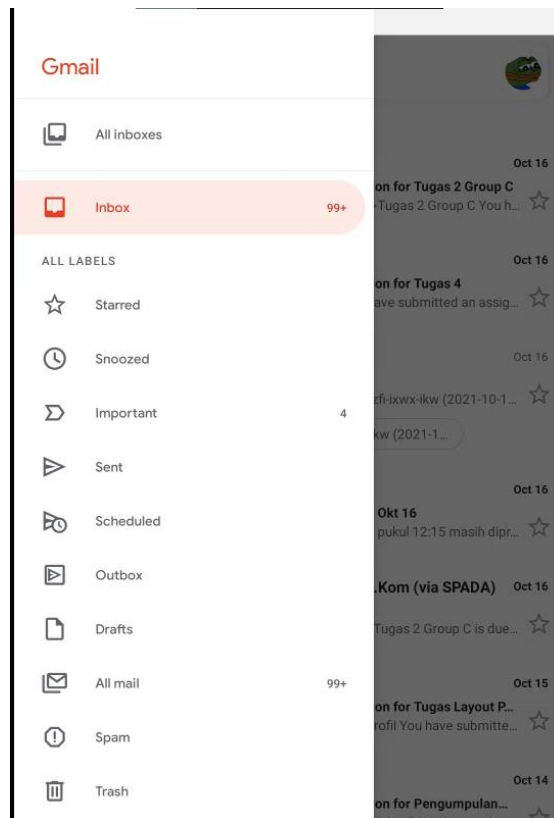 Gmail
All inboxes
Inbox 99+
ALL LABELS
Starred
Snoozed
Important 4
Sent
Scheduled
Outbox
Drafts
All mail 99+
Spam
Trash
Oct 16
on for Tugas 2 Group C
Tugas 2 Group C You h...
Oct 16
on for Tugas 4
ave submitted an assig...
Oct 16
zfi-ixwx-ikw (2021-10-1...
kw (2021-1...
Oct 16
Okt 16
pukul 12:15 masih dipr...
.Kom (via SPADA) Oct 16
Tugas 2 Group C is due...
Oct 15
on for Tugas Layout P...
rofil You have submitte...
Oct 14
on for Pengumpulan...